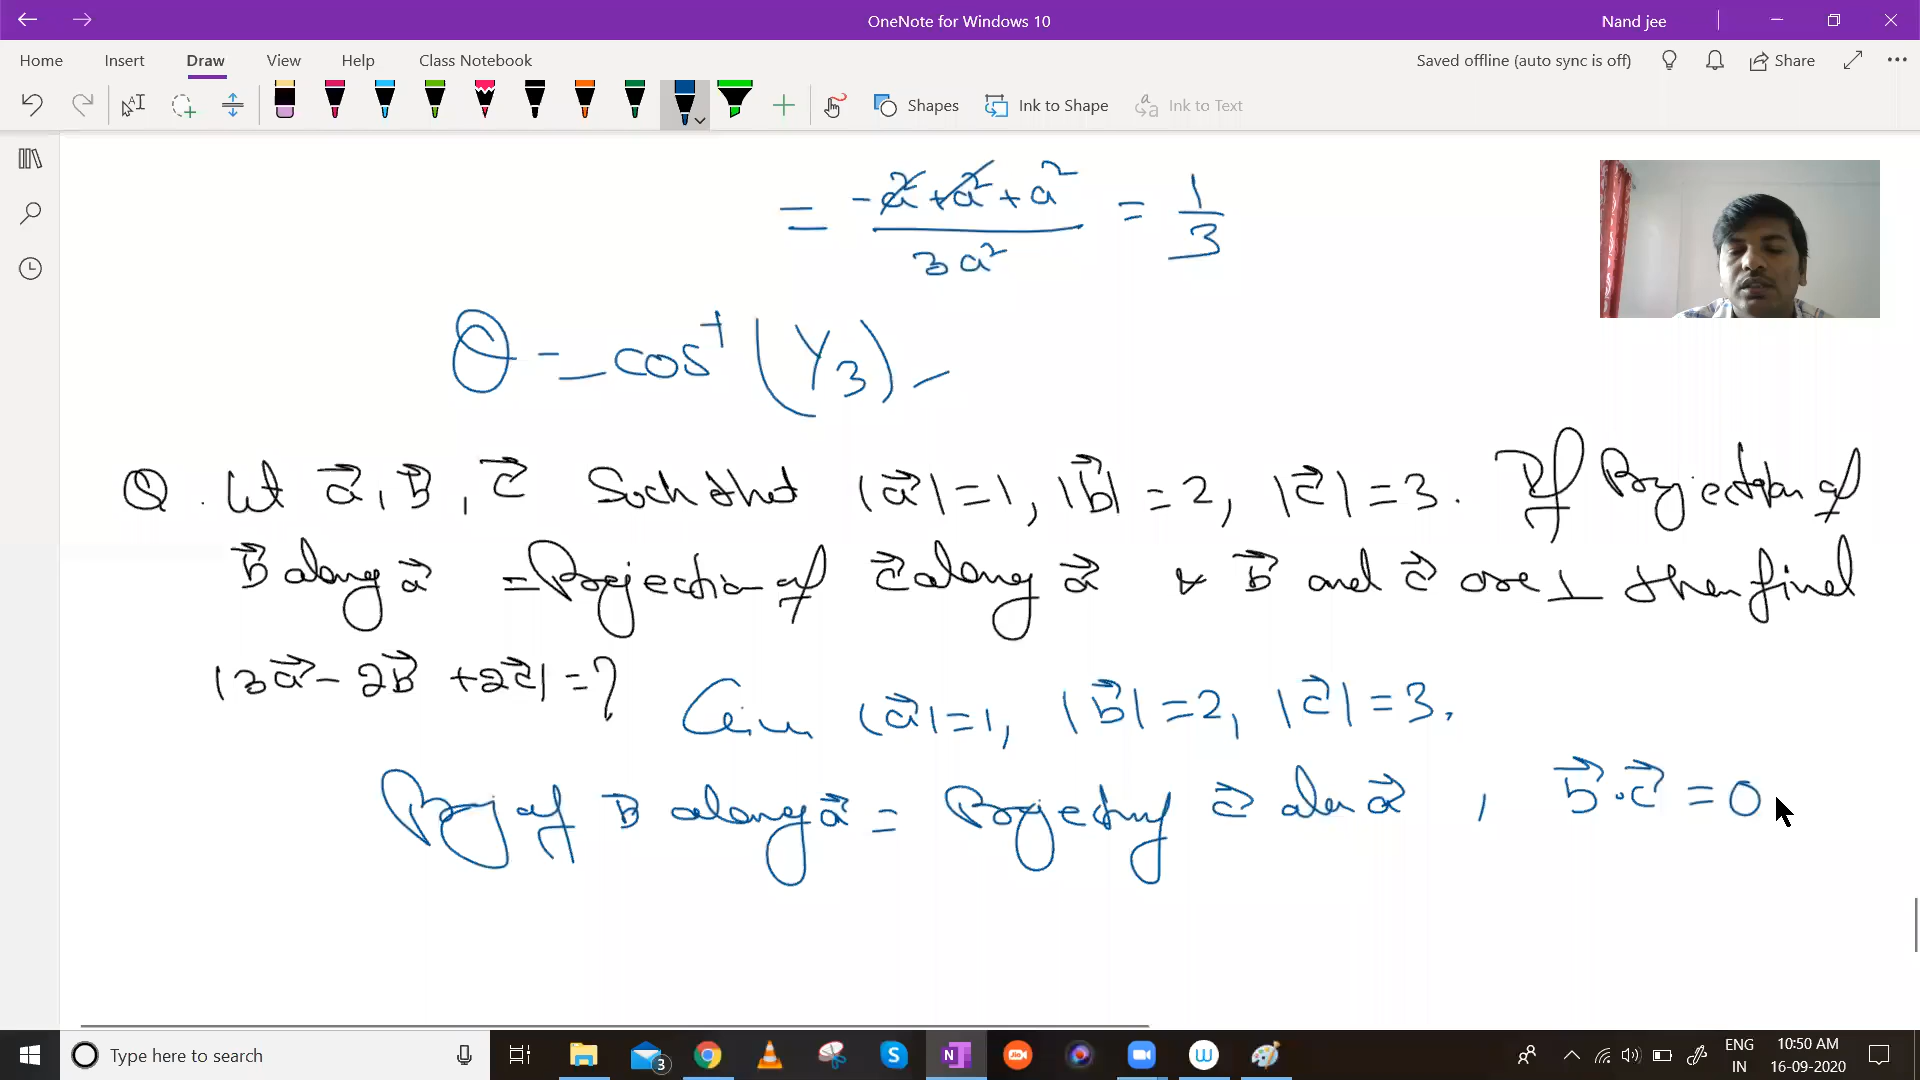 OneNote for Windows 10
Nand jee
Home Insert Draw View Help Class Notebook
Saved offline (auto sync is off) Share
Shapes Ink to Shape Ink to Text
= -a² + a² + a² / 3a² = 1/3
θ = cos⁻¹ (1/3)
Q. Let a⃗, b⃗, c⃗ Such that |a⃗| = 1, |b⃗| = 2, |c⃗| = 3. If Projection of
b⃗ along a⃗ = Projection of c⃗ along a⃗ & b⃗ and c⃗ are ⊥ then find
|3a⃗ - 2b⃗ + 2c⃗| = ?
Given |a⃗| = 1, |b⃗| = 2, |c⃗| = 3.
Proj of b⃗ along a⃗ = Projection of c⃗ along a⃗ , b⃗·c⃗ = 0
Type here to search
3
ENG
IN
10:50 AM
16-09-2020